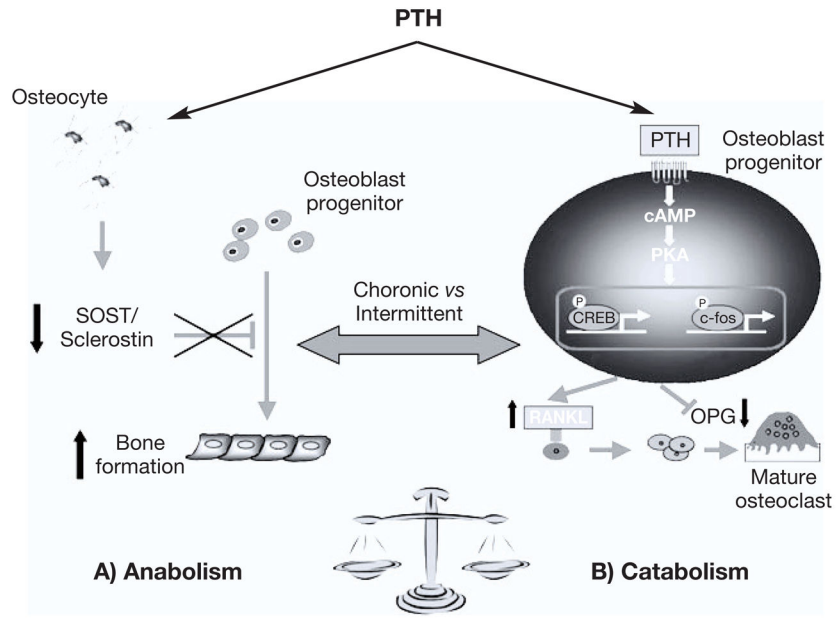 PTH
Osteocyte
Osteoblast
progenitor
SOST/
Sclerostin
Bone
formation
A) Anabolism
Choronic vs
Intermittent
PTH
Osteoblast
progenitor
cAMP
PKA
P
CREB
P
c-fos
RANKL
OPG
Mature
osteoclast
B) Catabolism